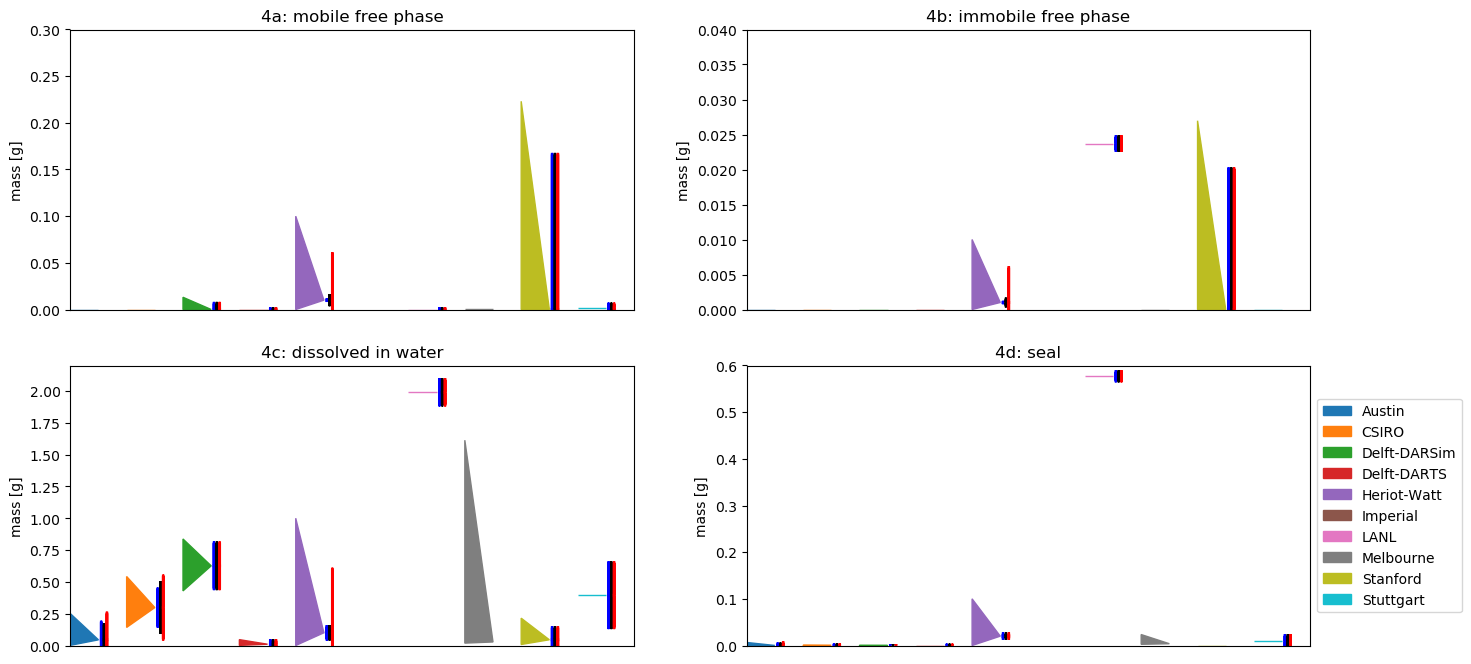 4a: mobile free phase
0.30
0.25
0.20
0.15
0.10
0.05
0.00
mass [g]
4b: immobile free phase
0.040
0.035
0.030
0.025
0.020
0.015
0.010
0.005
0.000
mass [g]
4c: dissolved in water
2.00
1.75
1.50
1.25
1.00
0.75
0.50
0.25
0.00
mass [g]
4d: seal
0.6
0.5
0.4
0.3
0.2
0.1
0.0
mass [g]
Austin
CSIRO
Delft-DARSim
Delft-DARTS
Heriot-Watt
Imperial
LANL
Melbourne
Stanford
Stuttgart